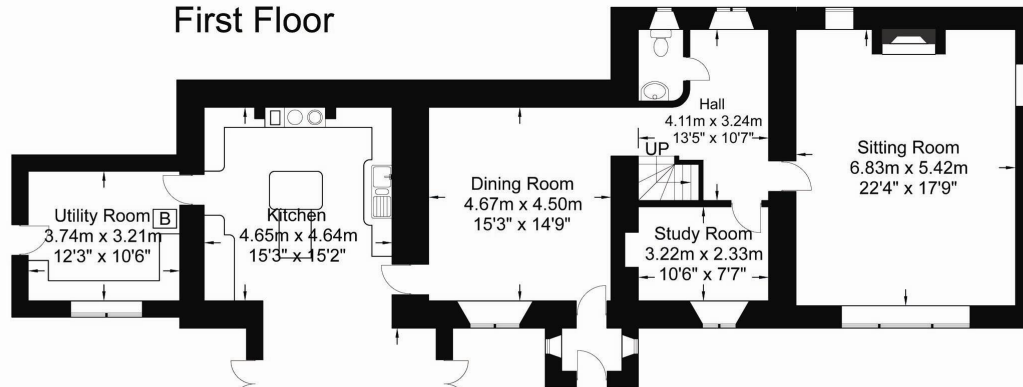 First Floor
Hall
4.11m x 3.24m
13'5" x 10'7"
UP
Sitting Room
6.83m x 5.42m
22'4" x 17'9"
Dining Room
4.67m x 4.50m
15'3" x 14'9"
Utility Room
B
3.74m x 3.21m
12'3" x 10'6"
Kitchen
4.65m x 4.64m
15'3" x 15'2"
Study Room
3.22m x 2.33m
10'6" x 7'7"